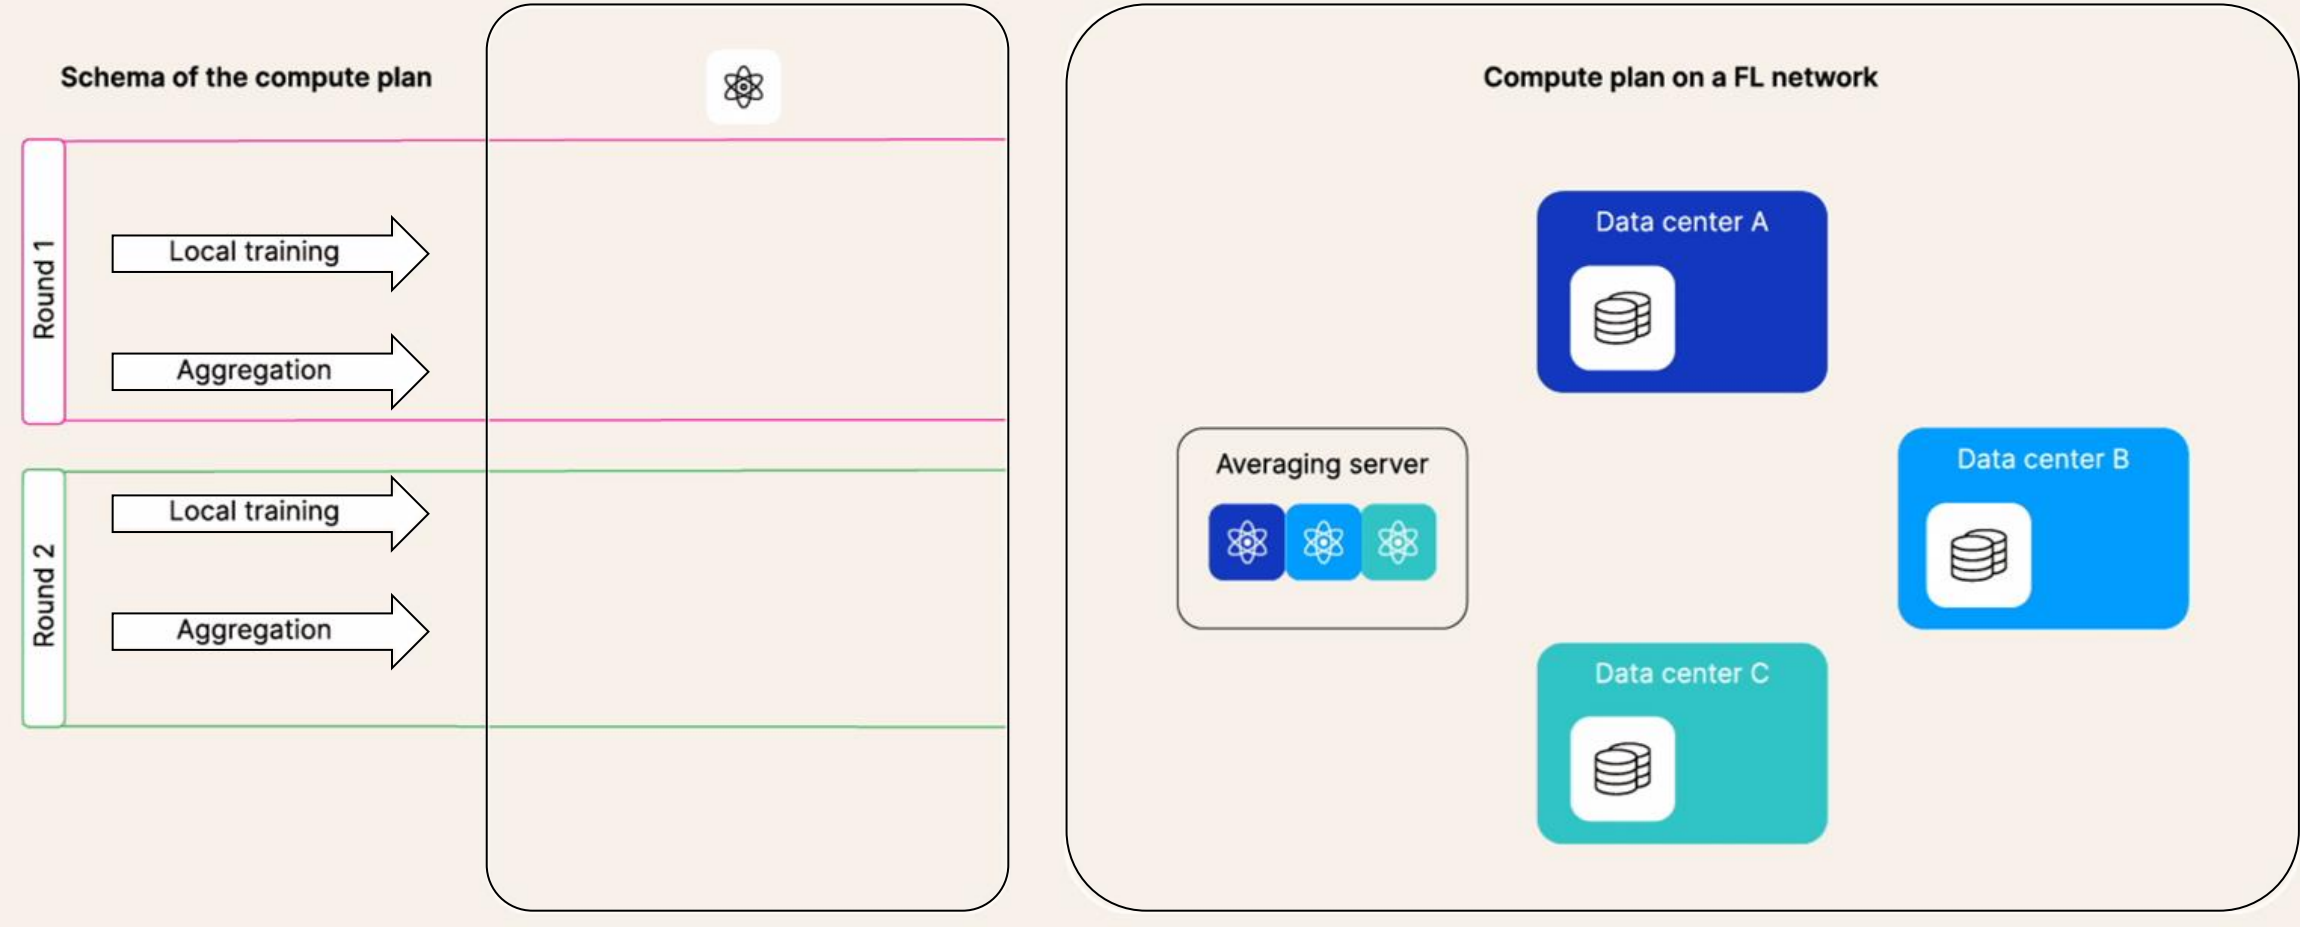 Schema of the compute plan
Round 1
Local training
Aggregation
Round 2
Local training
Aggregation
Compute plan on a FL network
Data center A
Averaging server
Data center B
Data center C